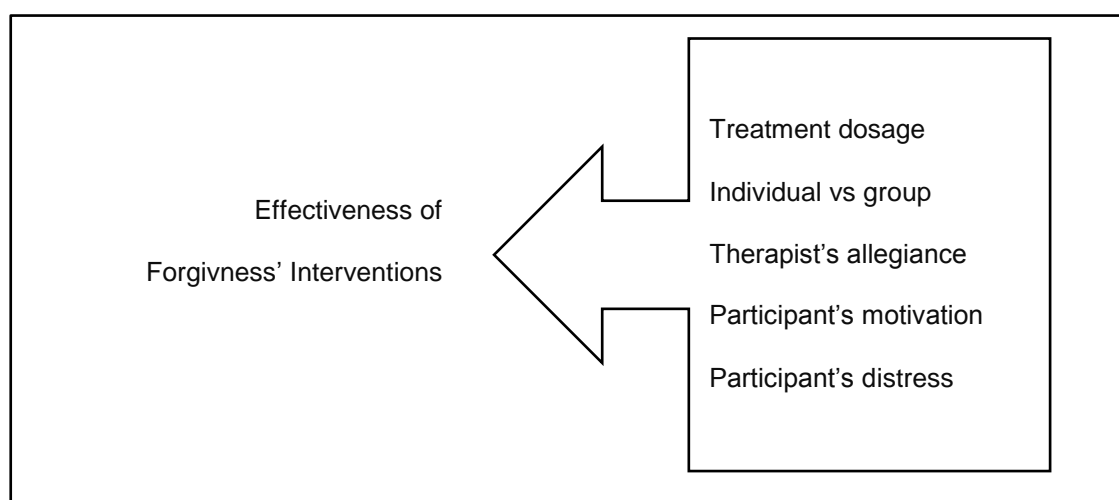 Effectiveness of
Forgivness’ Interventions
Treatment dosage
Individual vs group
Therapist’s allegiance
Participant’s motivation
Participant’s distress